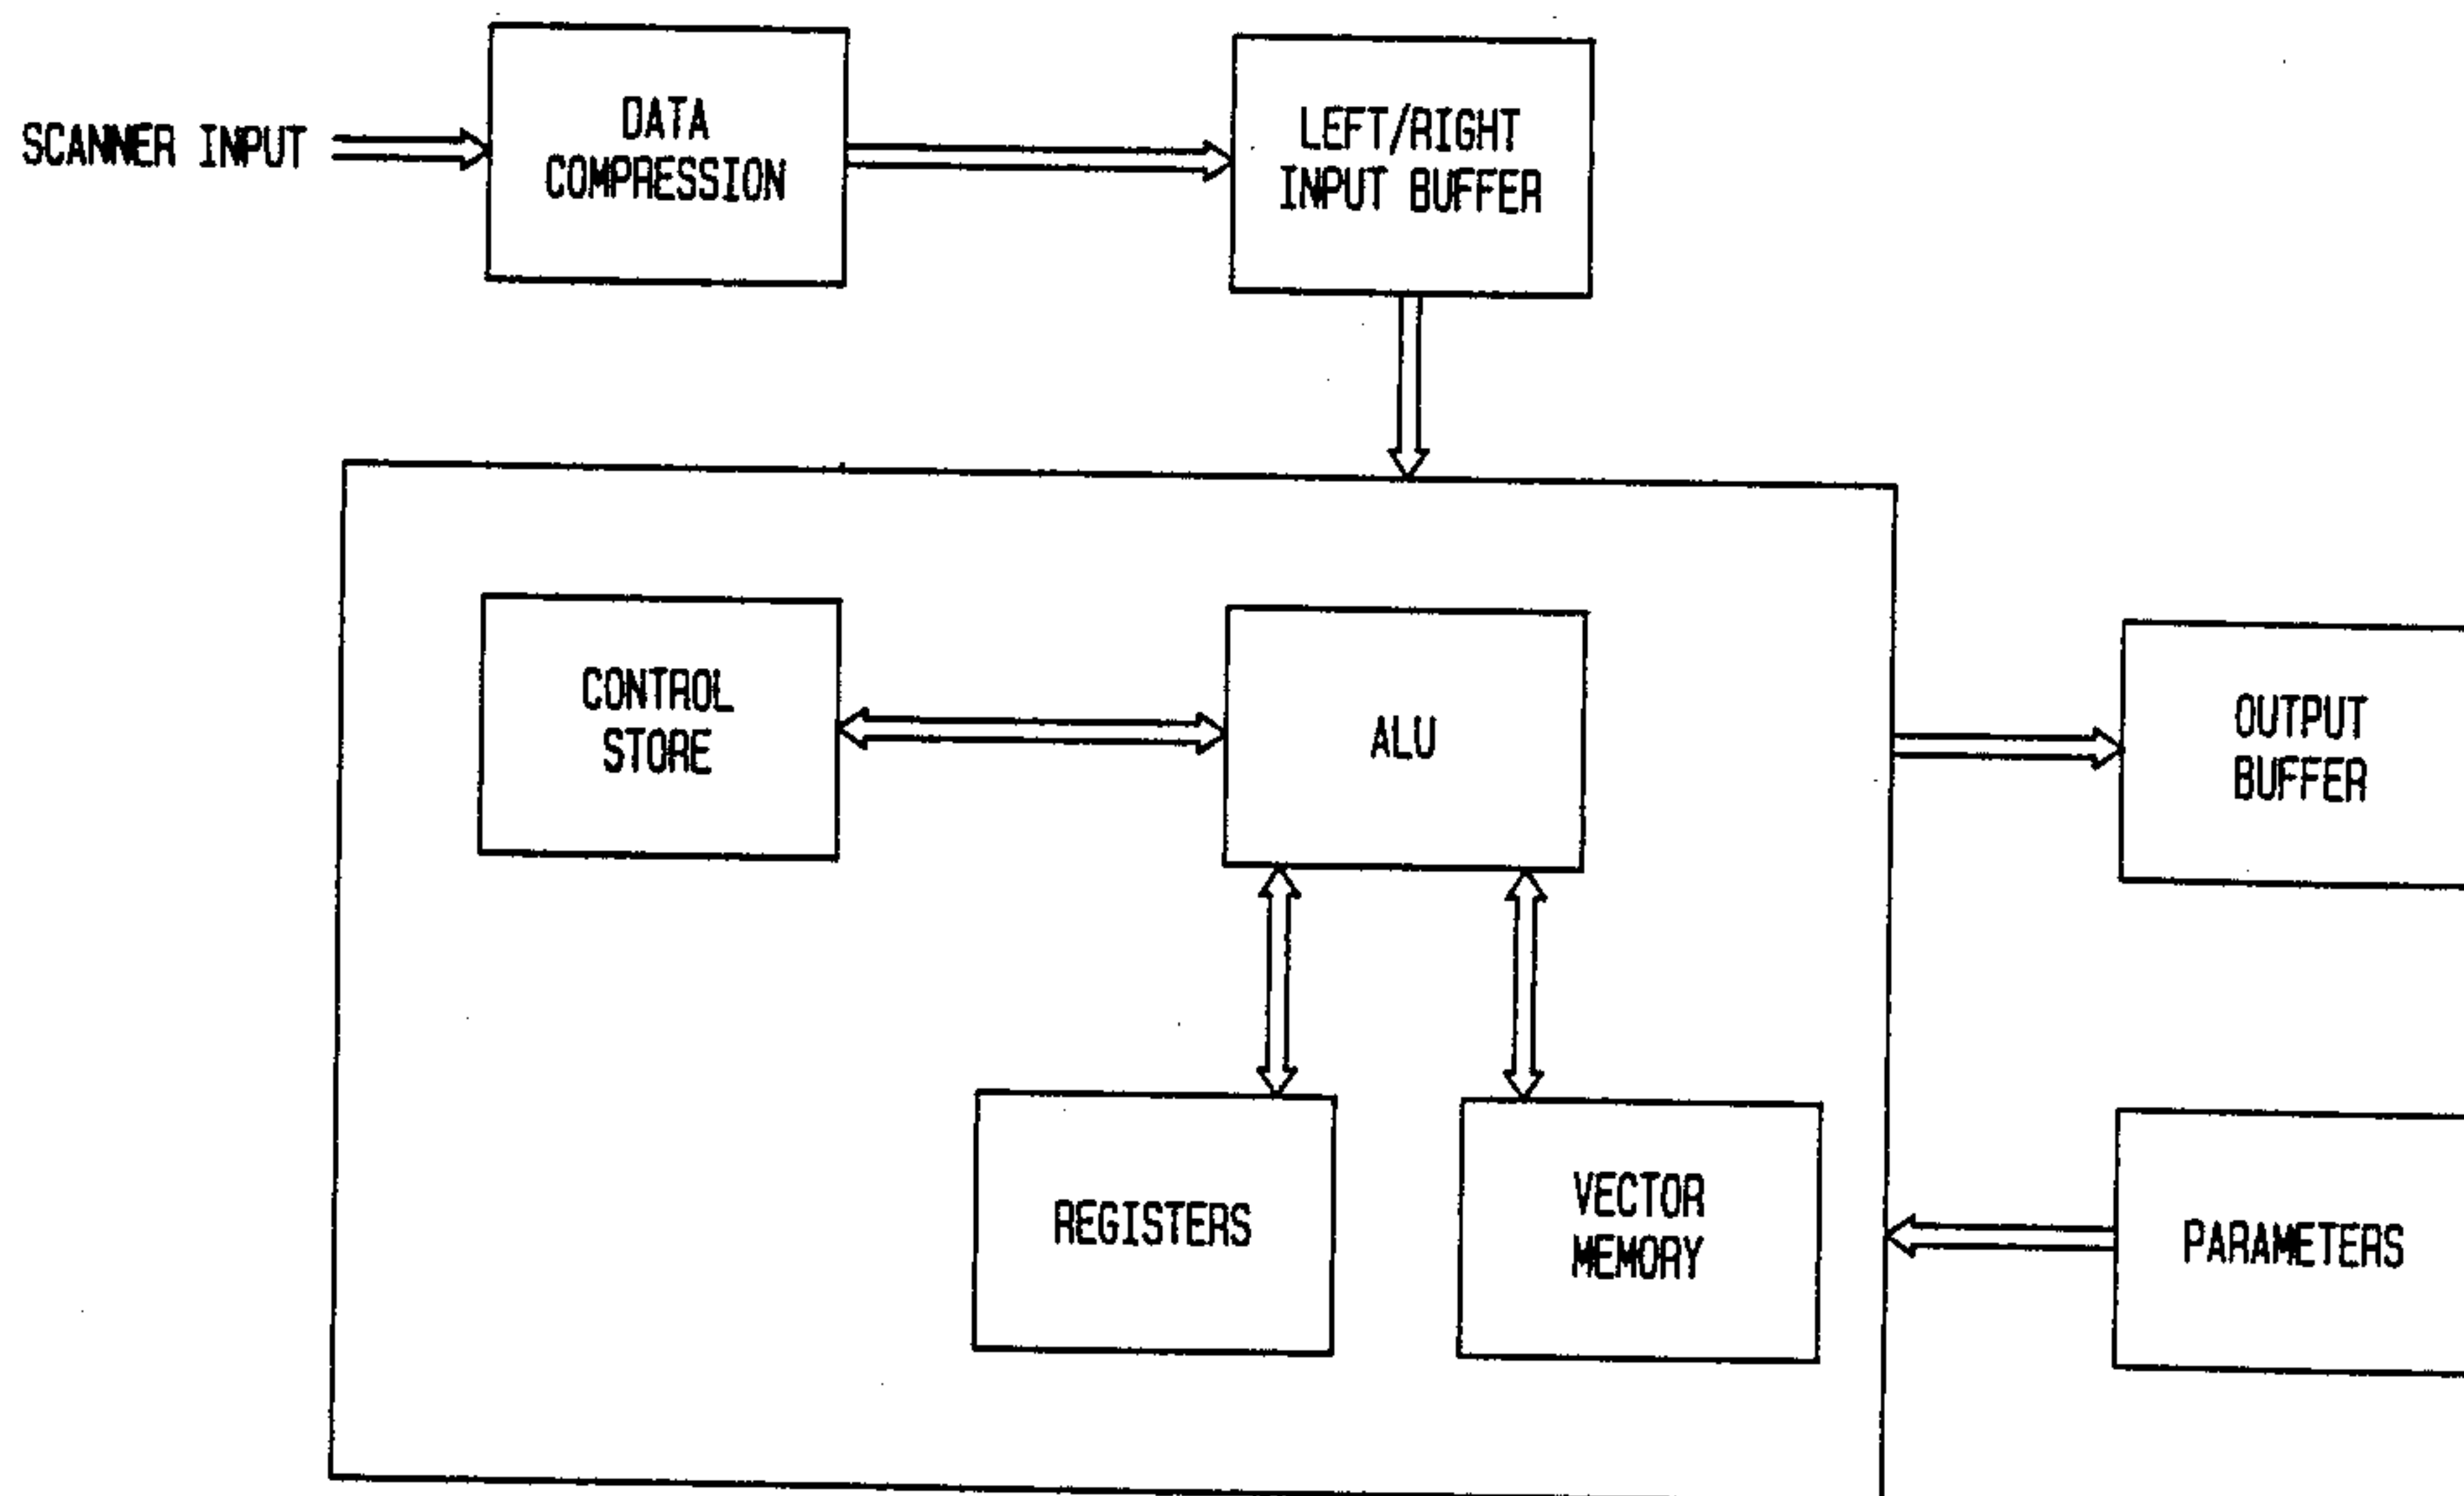 SCANNER INPUT
DATA
COMPRESSION
LEFT/RIGHT
INPUT BUFFER
CONTROL
STORE
ALU
OUTPUT
BUFFER
REGISTERS
VECTOR
MEMORY
PARAMETERS